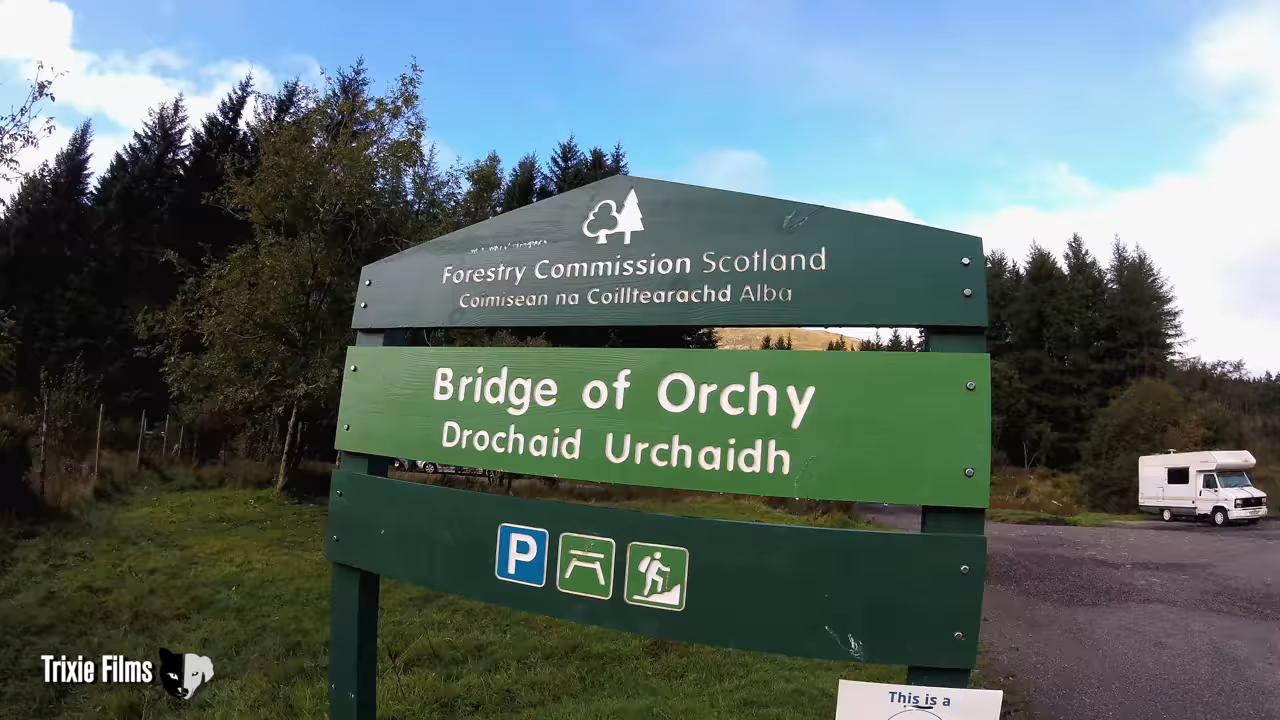 Forestry Commission Scotland
Coimisean na Coilltearachd Alba
Bridge of Orchy
Drochaid Urchaidh
P
This is a
Trixie Films